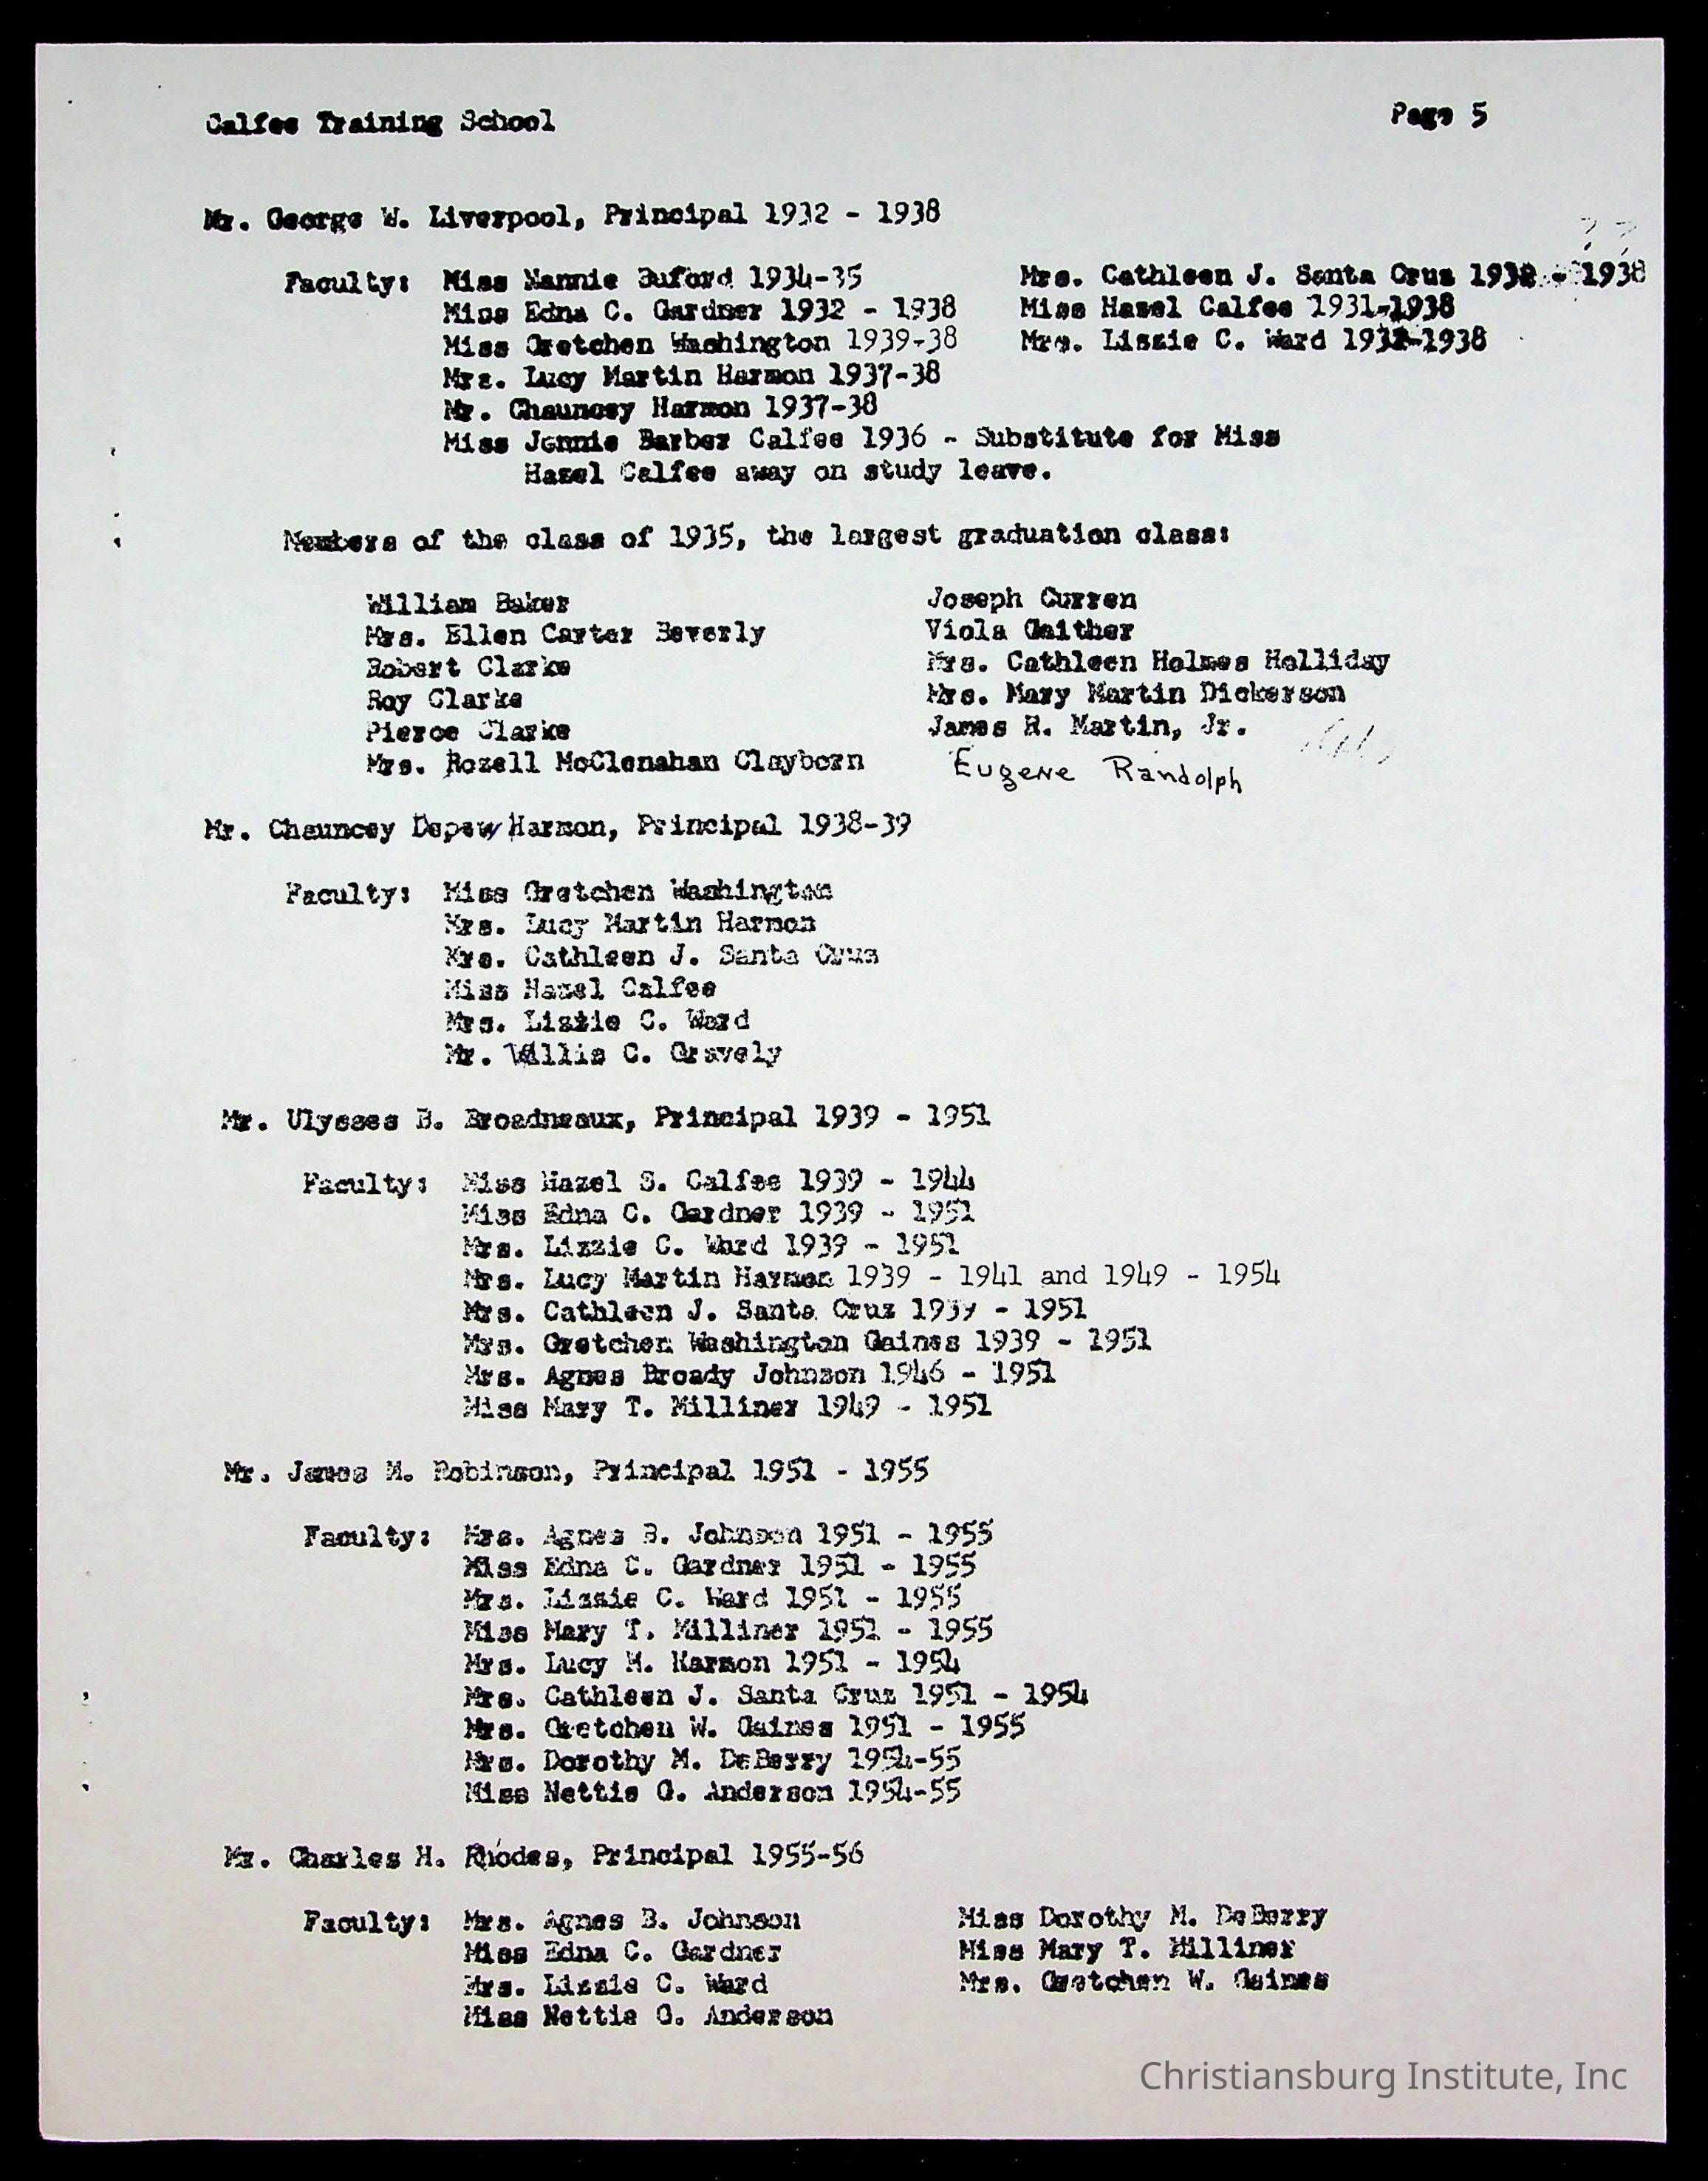 Calfee Training School
Page 5
Mr. George W. Liverpool, Principal 1932 - 1938
Faculty: Miss Nannie Buford 1934-35
Miss Edna C. Gardner 1932 - 1938
Miss Gretchen Washington 1939-38
Mrs. Lucy Martin Harmon 1937-38
Mr. Chauncey Harmon 1937-38
Miss Jennie Barber Calfee 1936 - Substitute for Miss
Hazel Calfee away on study leave.
Mrs. Cathleen J. Santa Cruz 1932 - 1938
Miss Hazel Calfee 1931-1938
Mrs. Lizzie C. Ward 1932-1938
Members of the class of 1935, the largest graduation class:
William Baker
Mrs. Ellen Carter Beverly
Robert Clarke
Roy Clarke
Pierce Clarke
Mrs. Rozell McClenahan Clayborn
Joseph Curren
Viola Gaither
Mrs. Cathleen Holmes Holliday
Mrs. Mary Martin Dickerson
James R. Martin, Jr.
Eugene Randolph
Mr. Chauncey Depew Harmon, Principal 1938-39
Faculty: Miss Gretchen Washington
Mrs. Lucy Martin Harmon
Mrs. Cathleen J. Santa Cruz
Miss Hazel Calfee
Mrs. Lizzie C. Ward
Mr. Willis C. Gravely
Mr. Ulysses B. Broadneaux, Principal 1939 - 1951
Faculty: Miss Hazel S. Calfee 1939 - 1944
Miss Edna C. Gardner 1939 - 1951
Mrs. Lizzie C. Ward 1939 - 1951
Mrs. Lucy Martin Harmon 1939 - 1941 and 1949 - 1954
Mrs. Cathleen J. Santa Cruz 1939 - 1951
Mrs. Gretchen Washington Gaines 1939 - 1951
Mrs. Agnes Broady Johnson 1946 - 1951
Miss Mary T. Milliner 1949 - 1951
Mr. James M. Robinson, Principal 1951 - 1955
Faculty: Mrs. Agnes B. Johnson 1951 - 1955
Miss Edna C. Gardner 1951 - 1955
Mrs. Lizzie C. Ward 1951 - 1955
Miss Mary T. Milliner 1951 - 1955
Mrs. Lucy M. Harmon 1951 - 1954
Mrs. Cathleen J. Santa Cruz 1951 - 1954
Mrs. Gretchen W. Gaines 1951 - 1955
Mrs. Dorothy M. DeBerry 1954-55
Miss Nettie G. Anderson 1954-55
Mr. Charles H. Rhodes, Principal 1955-56
Faculty: Mrs. Agnes B. Johnson
Miss Edna C. Gardner
Mrs. Lizzie C. Ward
Miss Nettie G. Anderson
Miss Dorothy M. DeBerry
Miss Mary T. Milliner
Mrs. Gretchen W. Gaines
Christiansburg Institute, Inc